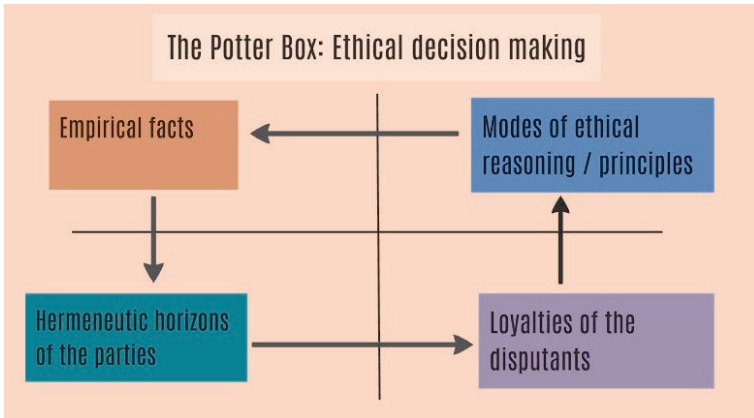 The Potter Box: Ethical decision making
Empirical facts
Modes of ethical
reasoning / principles
Hermeneutic horizons
of the parties
Loyalties of the
disputants